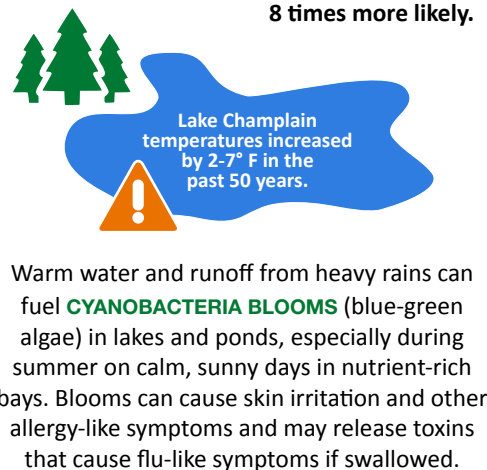 8 times more likely.
Lake Champlain
temperatures increased
by 2-7° F in the
past 50 years.
Warm water and runoff from heavy rains can
fuel CYANOBACTERIA BLOOMS (blue-green
algae) in lakes and ponds, especially during
summer on calm, sunny days in nutrient-rich
bays. Blooms can cause skin irritation and other
allergy-like symptoms and may release toxins
that cause flu-like symptoms if swallowed.